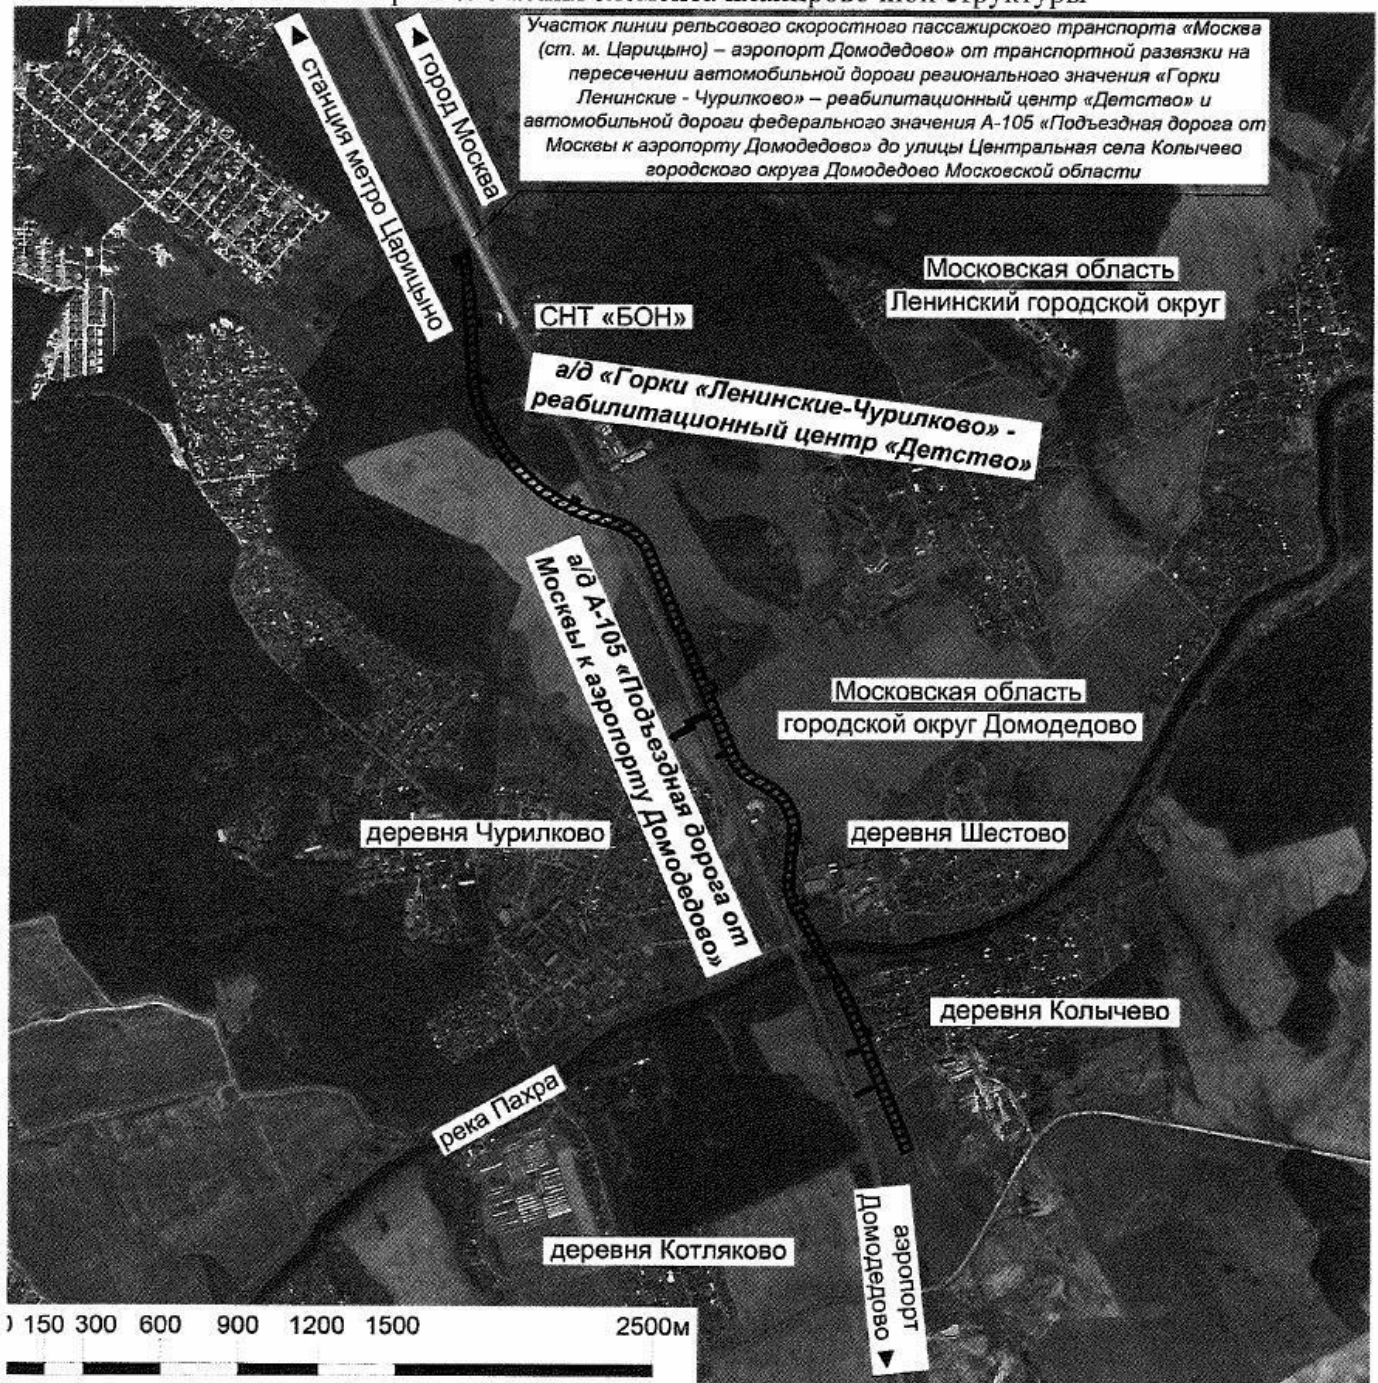 элемента планировочной структуры
Участок линии рельсового скоростного пассажирского транспорта «Москва
(ст. м. Царицыно) – аэропорт Домодедово» от транспортной развязки на
пересечении автомобильной дороги регионального значения «Горки
Ленинские - Чурилково» – реабилитационный центр «Детство» и
автомобильной дороги федерального значения А-105 «Подъездная дорога от
Москвы к аэропорту Домодедово» до улицы Центральная села Колычево
городского округа Домодедово Московской области
◄ станция метро Царицыно
◄ город Москва
Московская область
Ленинский городской округ
СНТ «БОН»
а/д «Горки «Ленинские-Чурилково» -
реабилитационный центр «Детство»
а/д А-105 «Подъездная дорога от
Москвы к аэропорту Домодедово»
Московская область
городской округ Домодедово
деревня Чурилково
деревня Шестово
деревня Колычево
река Пахра
деревня Котляково
аэропорт
Домодедово ►
0 150 300 600 900 1200 1500 2500м